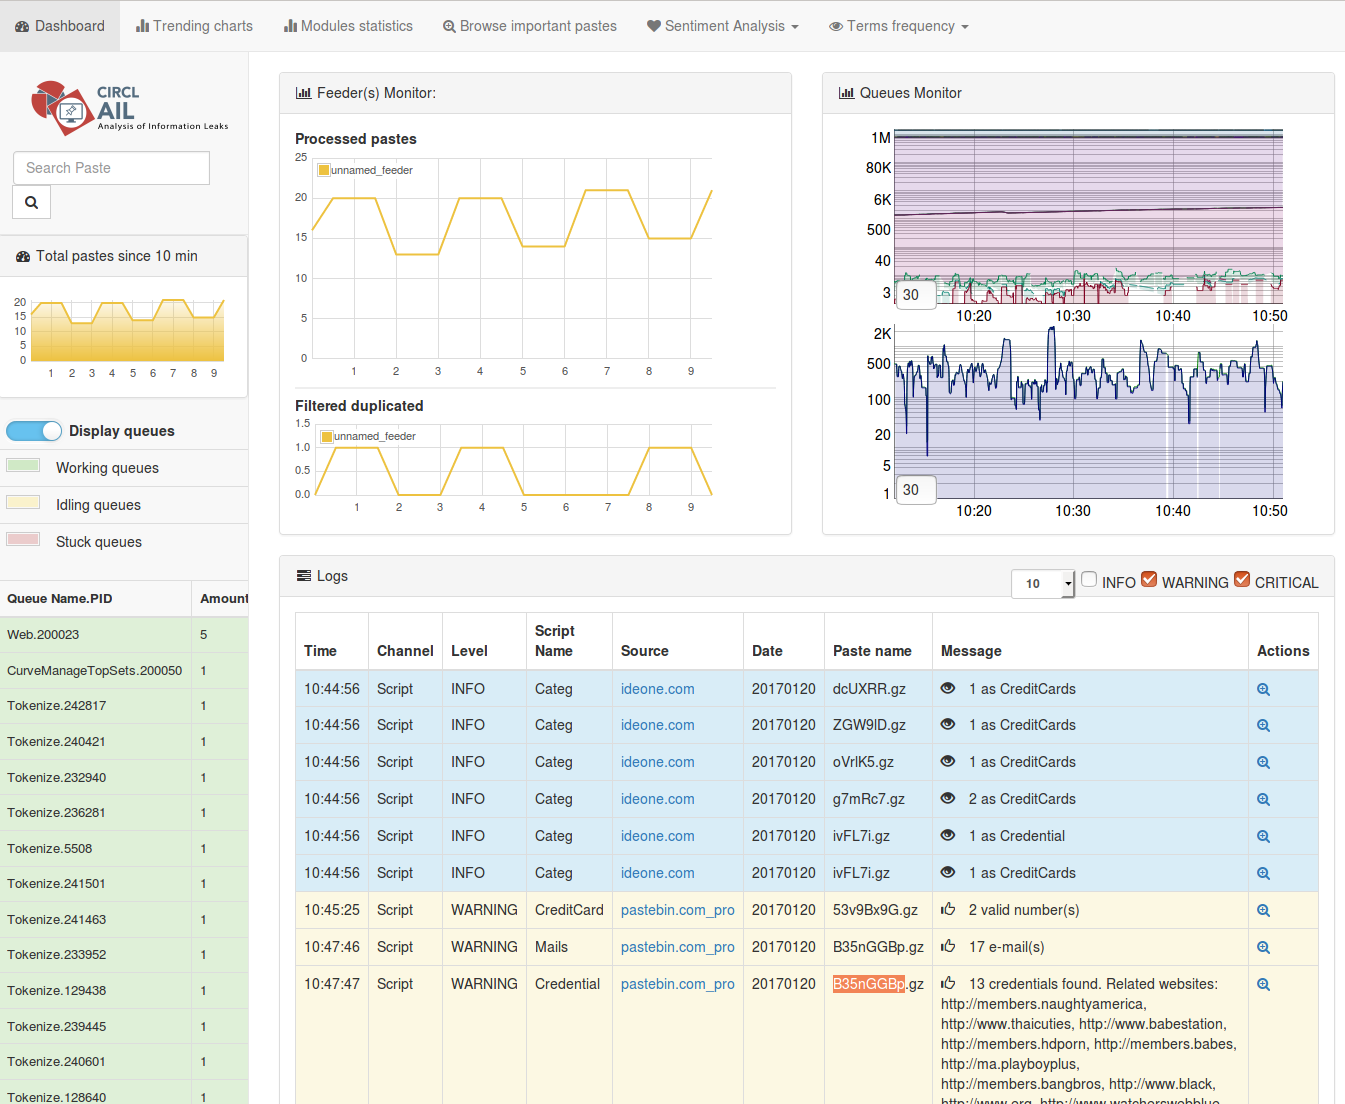 Dashboard Trending charts Modules statistics Browse important pastes Sentiment Analysis Terms frequency
CIRCL
AIL
Analysis of Information Leaks
Search Paste
Total pastes since 10 min
20
15
10
5
0
1 2 3 4 5 6 7 8 9
Display queues
Working queues
Idling queues
Stuck queues
Queue Name.PID Amount
Web.200023 5
CurveManageTopSets.200050 1
Tokenize.242817 1
Tokenize.240421 1
Tokenize.232940 1
Tokenize.236281 1
Tokenize.5508 1
Tokenize.241501 1
Tokenize.241463 1
Tokenize.233952 1
Tokenize.129438 1
Tokenize.239445 1
Tokenize.240601 1
Tokenize.128640 1
Feeder(s) Monitor:
Processed pastes
25
unnamed_feeder
20
15
10
5
0
1 2 3 4 5 6 7 8 9
Filtered duplicated
1.5
unnamed_feeder
1.0
0.5
0.0
1 2 3 4 5 6 7 8 9
Queues Monitor
1M
80K
6K
500
40
3
30
10:20 10:30 10:40 10:50
2K
500
100
20
5
1
30
10:20 10:30 10:40 10:50
Logs
10 INFO WARNING CRITICAL
Time Channel Level Script Name Source Date Paste name Message Actions
10:44:56 Script INFO Categ ideone.com 20170120 dcUXRR.gz 1 as CreditCards
10:44:56 Script INFO Categ ideone.com 20170120 ZGW9lD.gz 1 as CreditCards
10:44:56 Script INFO Categ ideone.com 20170120 oVrlK5.gz 1 as CreditCards
10:44:56 Script INFO Categ ideone.com 20170120 g7mRc7.gz 2 as CreditCards
10:44:56 Script INFO Categ ideone.com 20170120 ivFL7i.gz 1 as Credential
10:44:56 Script INFO Categ ideone.com 20170120 ivFL7i.gz 1 as CreditCards
10:45:25 Script WARNING CreditCard pastebin.com_pro 20170120 53v9Bx9G.gz 2 valid number(s)
10:47:46 Script WARNING Mails pastebin.com_pro 20170120 B35nGGBp.gz 17 e-mail(s)
10:47:47 Script WARNING Credential pastebin.com_pro 20170120 B35nGGBp.gz 13 credentials found. Related websites:
http://members.naughtyamerica,
http://www.thaicuties, http://www.babestation,
http://members.hdporn, http://members.babes,
http://ma.playboyplus,
http://members.bangbros, http://www.black,